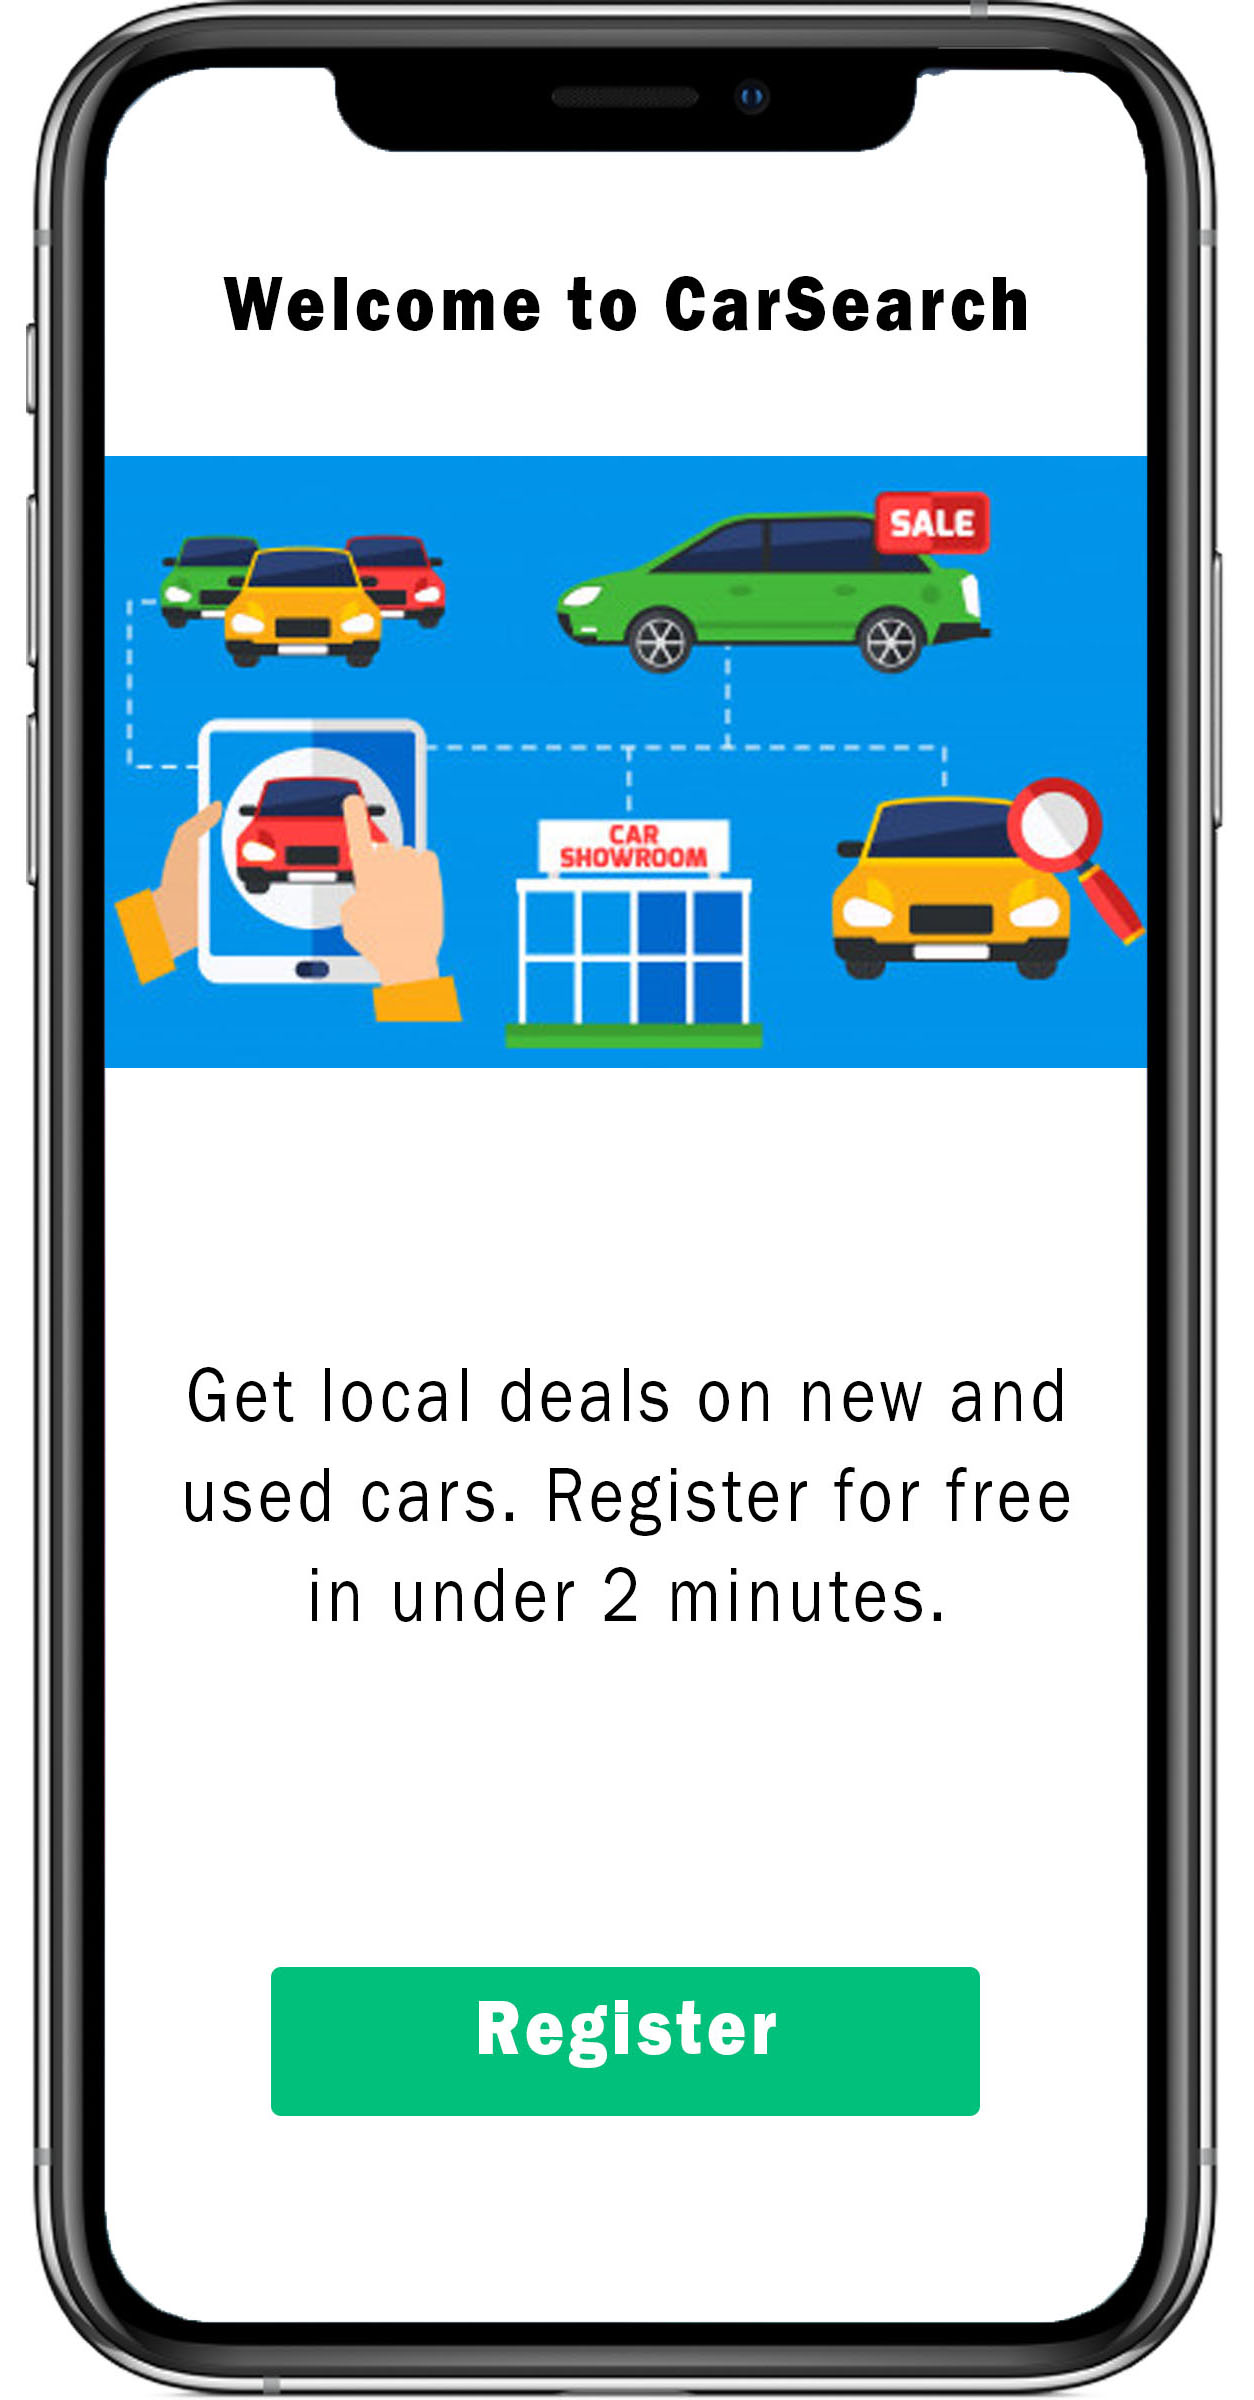 Welcome to CarSearch
SALE
CAR
SHOWROOM
Get local deals on new and
used cars. Register for free
in under 2 minutes.
Register